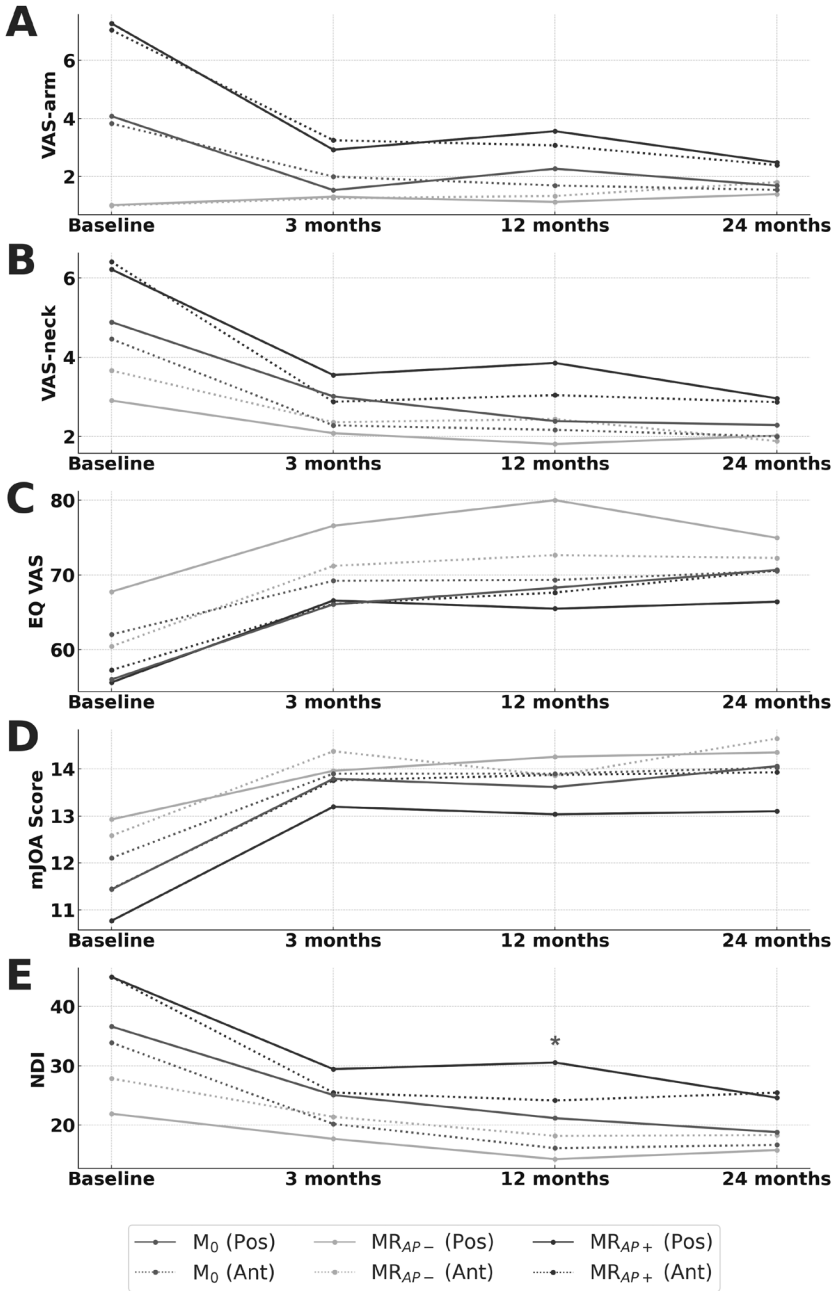 A
VAS-arm
6
4
2
Baseline 3 months 12 months 24 months
B
VAS-neck
6
4
2
Baseline 3 months 12 months 24 months
C
EQ VAS
80
70
60
Baseline 3 months 12 months 24 months
D
mJOA Score
14
13
12
11
Baseline 3 months 12 months 24 months
E
NDI
40
30
20
*
Baseline 3 months 12 months 24 months
M0 (Pos) MRAP− (Pos) MRAP+ (Pos)
M0 (Ant) MRAP− (Ant) MRAP+ (Ant)